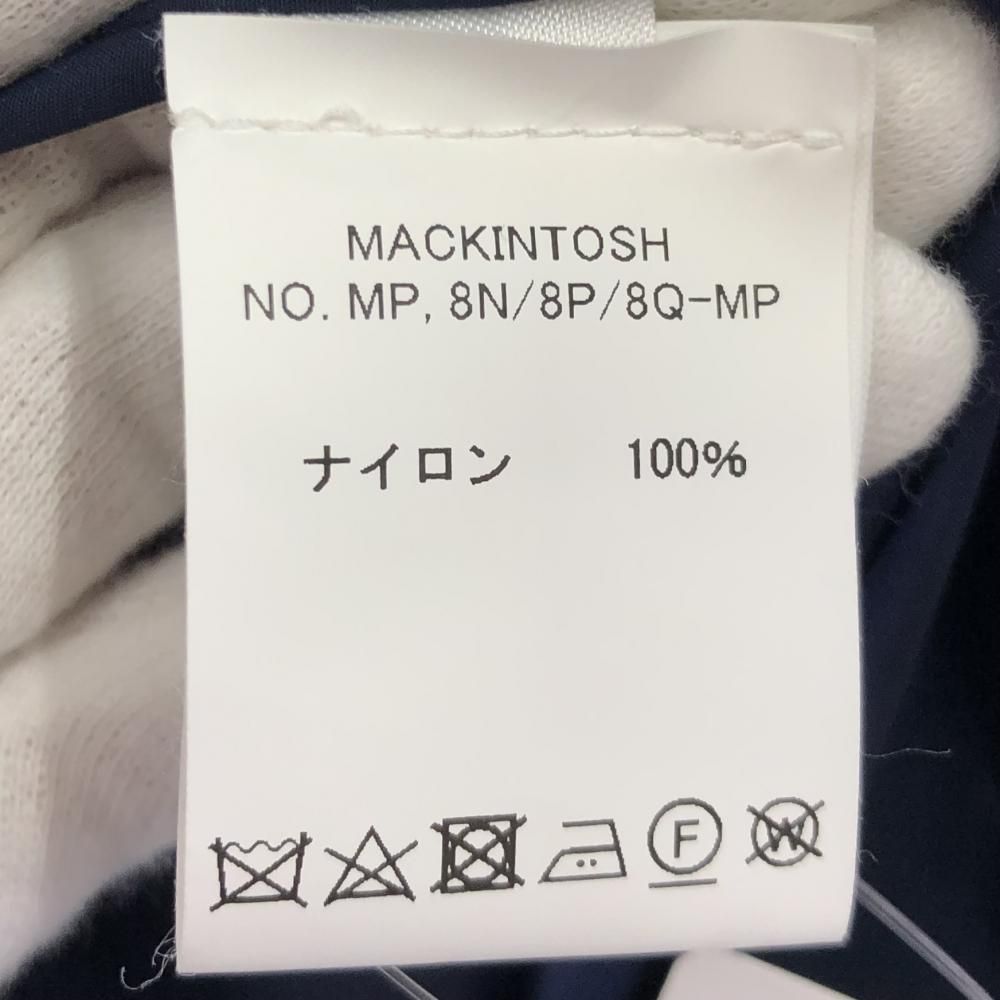 MACKINTOSH
NO. MP, 8N/8P/8Q-MP
ナイロン 100%
F W